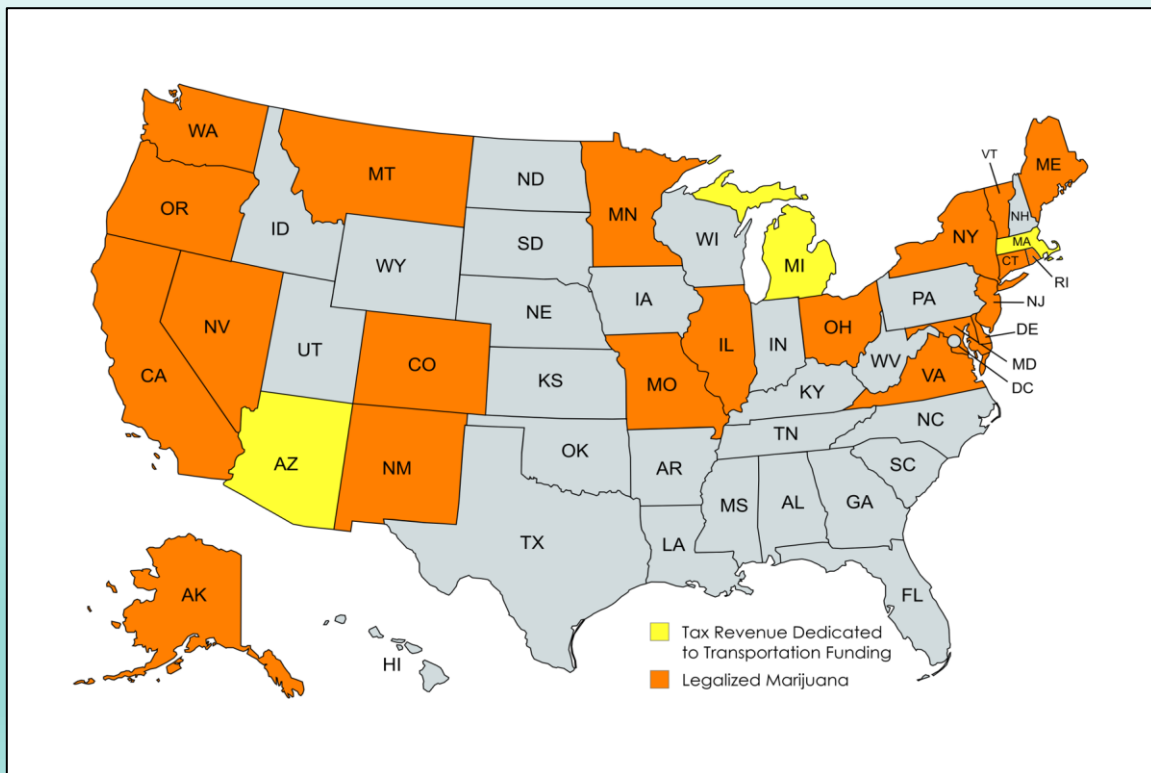 WA
MT
ND
MN
VT
ME
OR
ID
SD
WI
NY
NH
MA
WY
MI
CT
RI
IA
PA
NJ
NV
NE
OH
DE
UT
IL
IN
CA
CO
WV
MD
KS
MO
VA
DC
KY
NC
TN
AZ
OK
NM
AR
SC
MS
AL
GA
TX
LA
AK
FL
HI
Tax Revenue Dedicated
to Transportation Funding
Legalized Marijuana